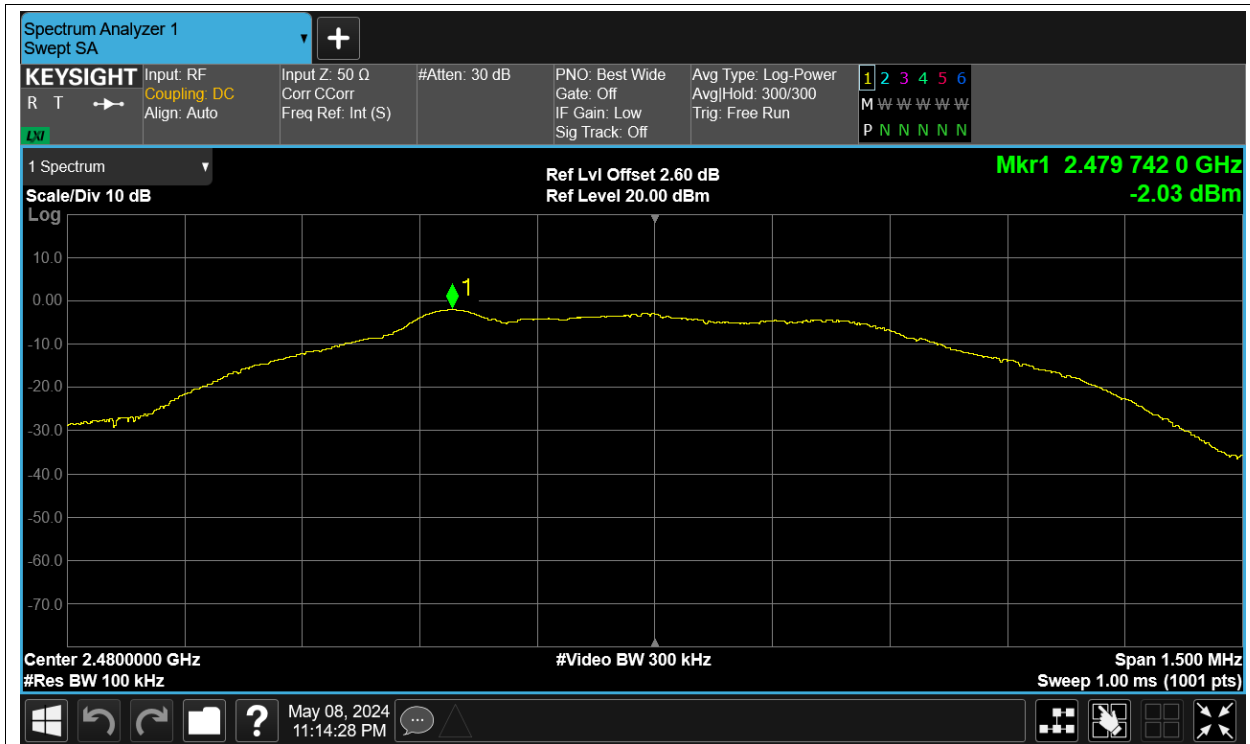 Spectrum Analyzer 1
Swept SA
+
KEYSIGHT
R T
LXI
Input: RF
Coupling: DC
Align: Auto
Input Z: 50 Ω
Corr CCorr
Freq Ref: Int (S)
#Atten: 30 dB
PNO: Best Wide
Gate: Off
IF Gain: Low
Sig Track: Off
Avg Type: Log-Power
Avg|Hold: 300/300
Trig: Free Run
1 2 3 4 5 6
M W W W W W
P N N N N N
1 Spectrum
Scale/Div 10 dB
Log
Ref Lvl Offset 2.60 dB
Ref Level 20.00 dBm
Mkr1 2.479 742 0 GHz
-2.03 dBm
10.0
1
0.00
-10.0
-20.0
-30.0
-40.0
-50.0
-60.0
-70.0
Center 2.4800000 GHz
#Res BW 100 kHz
#Video BW 300 kHz
Span 1.500 MHz
Sweep 1.00 ms (1001 pts)
?
May 08, 2024
11:14:28 PM